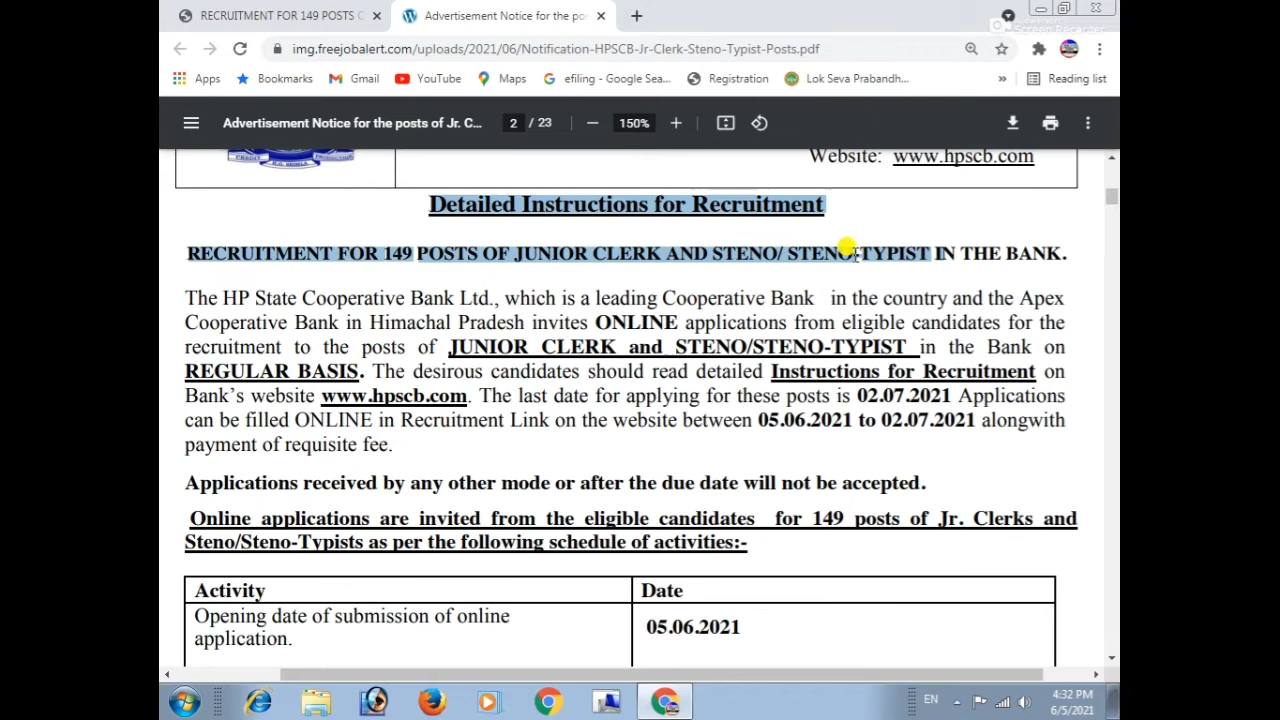 RECRUITMENT FOR 149 POSTS C
Advertisement Notice for the po
img.freejobalert.com/uploads/2021/06/Notification-HPSCB-Jr-Clerk-Steno-Typist-Posts.pdf
Apps Bookmarks Gmail YouTube Maps efiling - Google Sea... Registration Lok Seva Prabandh... » Reading list
Advertisement Notice for the posts of Jr. C... 2 / 23 — 150% +
Website: www.hpscb.com
Detailed Instructions for Recruitment
RECRUITMENT FOR 149 POSTS OF JUNIOR CLERK AND STENO/ STENO-TYPIST IN THE BANK.
The HP State Cooperative Bank Ltd., which is a leading Cooperative Bank in the country and the Apex
Cooperative Bank in Himachal Pradesh invites ONLINE applications from eligible candidates for the
recruitment to the posts of JUNIOR CLERK and STENO/STENO-TYPIST in the Bank on
REGULAR BASIS. The desirous candidates should read detailed Instructions for Recruitment on
Bank's website www.hpscb.com. The last date for applying for these posts is 02.07.2021 Applications
can be filled ONLINE in Recruitment Link on the website between 05.06.2021 to 02.07.2021 alongwith
payment of requisite fee.
Applications received by any other mode or after the due date will not be accepted.
Online applications are invited from the eligible candidates for 149 posts of Jr. Clerks and
Steno/Steno-Typists as per the following schedule of activities:-
Activity Date
Opening date of submission of online
application.
05.06.2021
EN
4:32 PM
6/5/2021